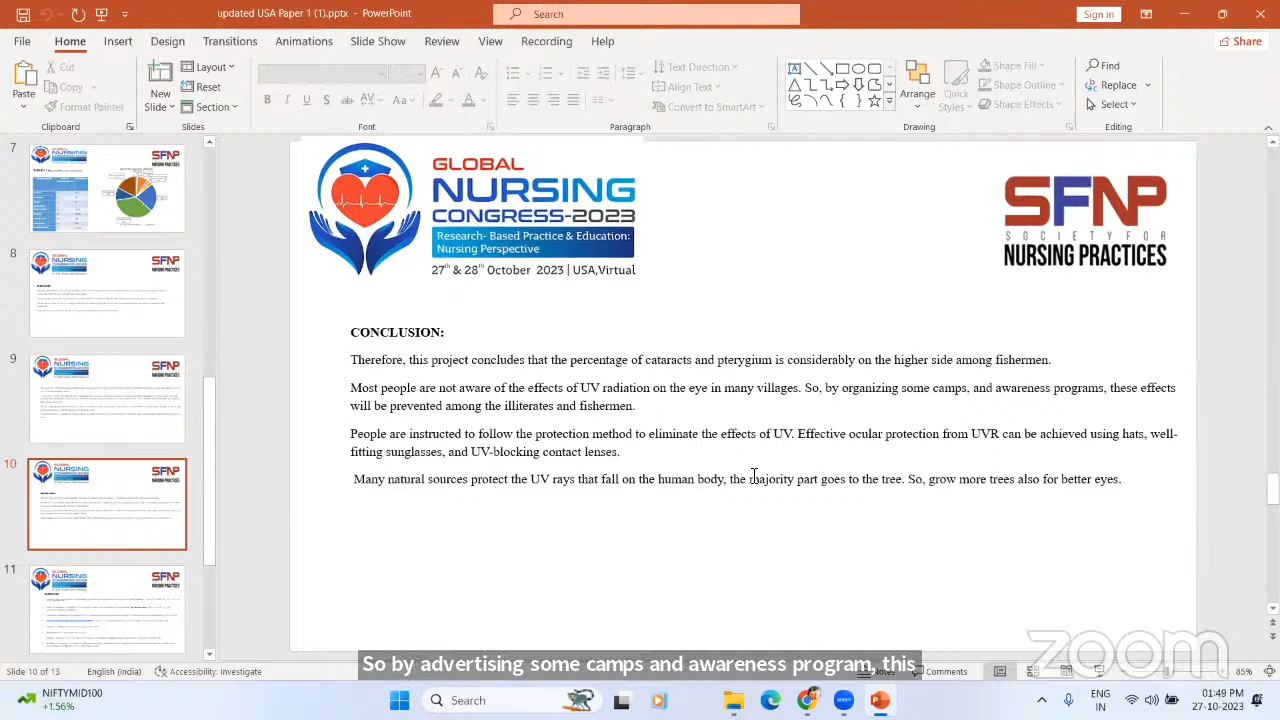 updated USA Paper 1 (1).pptx
Search
Sign in
File Home Insert Design Transitions Animations Slide Show Review View Recording Help
Share
Paste
Cut
Copy
Format Painter
New Slide
Layout
Reset
Section
Text Direction
Align Text
Convert to SmartArt
Arrange
Quick Styles
Shape Fill
Shape Outline
Shape Effects
Find
Replace
Select
Clipboard Slides Font Paragraph Drawing Editing
7
8
9
10
11
GLOBAL
NURSING
CONGRESS-2023
Research- Based Practice & Education:
Nursing Perspective
27th & 28th October 2023 | USA,Virtual
SFNP
SOCIETY FOR
NURSING PRACTICES
CONCLUSION:
Therefore, this project concludes that the percentage of cataracts and pterygium is considerably on the higher side among fishermen.
Most people are not aware of the effects of UV radiation on the eye in many villages. So, by organizing some camps, and awareness programs, these effects
will be prevented among the illiterates and fishermen.
People are instructed to follow the protection method to eliminate the effects of UV. Effective ocular protection from UVR can be achieved using hats, well-
fitting sunglasses, and UV-blocking contact lenses.
Many natural sources protect the UV rays that fall on the human body, the majority part goes to the tree. So, grow more trees also for better eyes.
zoom
So by advertising some camps and awareness program, this
Slide 10 of 13 English (India) Accessibility: Investigate Notes Comments 85%
NIFTYMID100
+1.56%
Search
zoom
ENG
IN
01:49 PM
27-10-2023